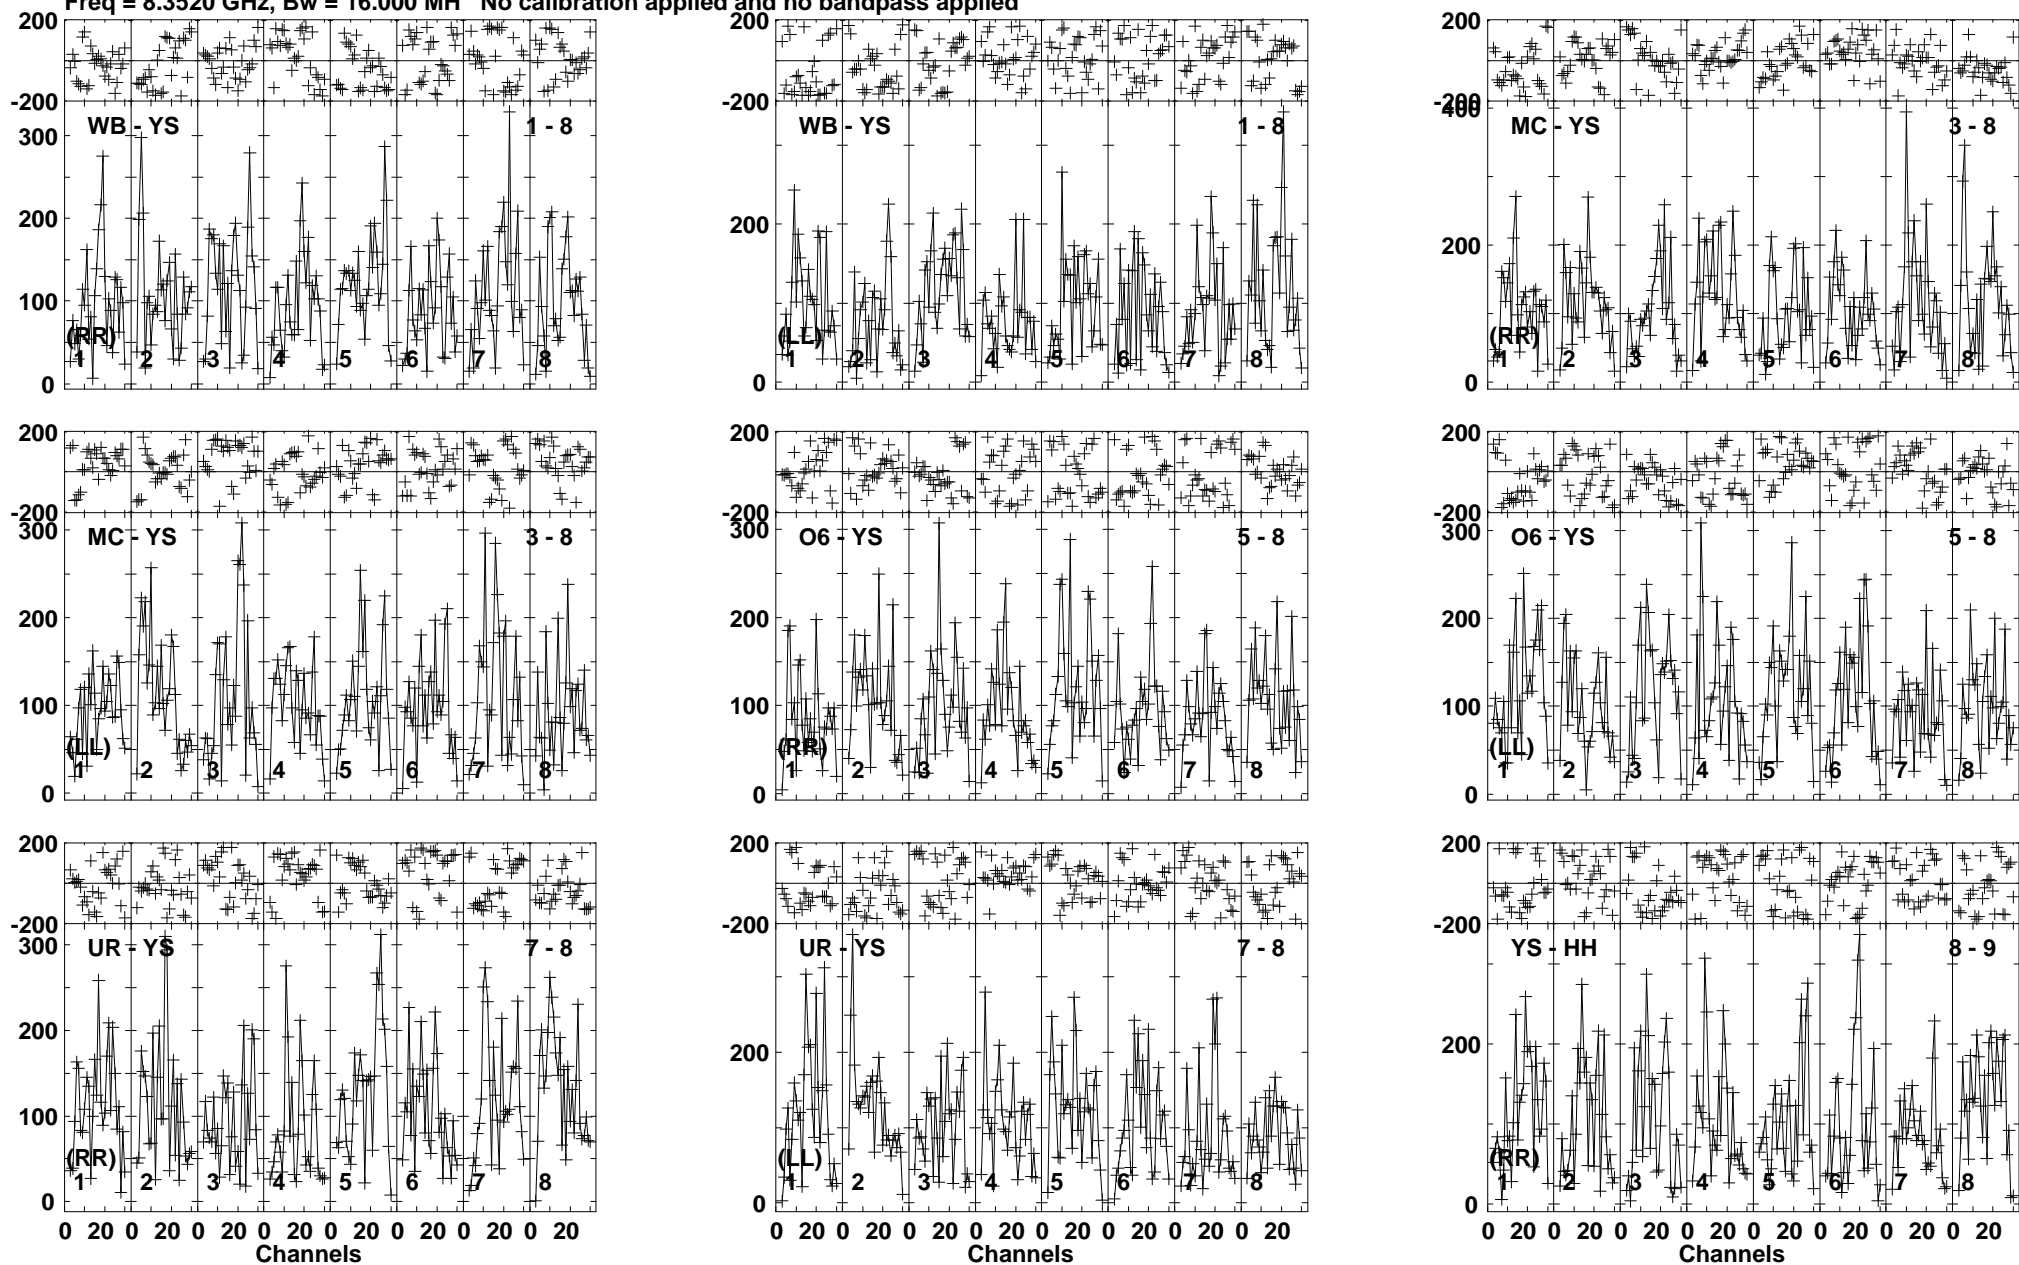 Freq = 8.3520 GHz, Bw = 16.000 MH No calibration applied and no bandpass applied
200 200 200
-200 -200 -200
400
WB - YS 1 - 8 WB - YS 1 - 8 MC - YS 3 - 8
300
200 200 200
100
(RR) (LL) (RR)
1 2 3 4 5 6 7 8 1 2 3 4 5 6 7 8 1 2 3 4 5 6 7 8
0 0 0
200 200 200
-200 -200 -200
300 300 300
MC - YS 3 - 8 O6 - YS 5 - 8 O6 - YS 5 - 8
200 200 200
100 100 100
(LL) (RR) (LL)
1 2 3 4 5 6 7 8 1 2 3 4 5 6 7 8 1 2 3 4 5 6 7 8
0 0 0
200 200 200
-200 -200 -200
300
UR - YS 7 - 8 UR - YS 7 - 8 YS - HH 8 - 9
200 200 200
100
(RR) (LL) (RR)
1 2 3 4 5 6 7 8 1 2 3 4 5 6 7 8 1 2 3 4 5 6 7 8
0 0 0
0 20 0 20 0 20 0 20 0 20 0 20 0 20 0 20 0 20 0 20 0 20 0 20 0 20 0 20 0 20 0 20 0 20 0 20 0 20 0 20 0 20 0 20 0 20 0 20
Channels Channels Channels